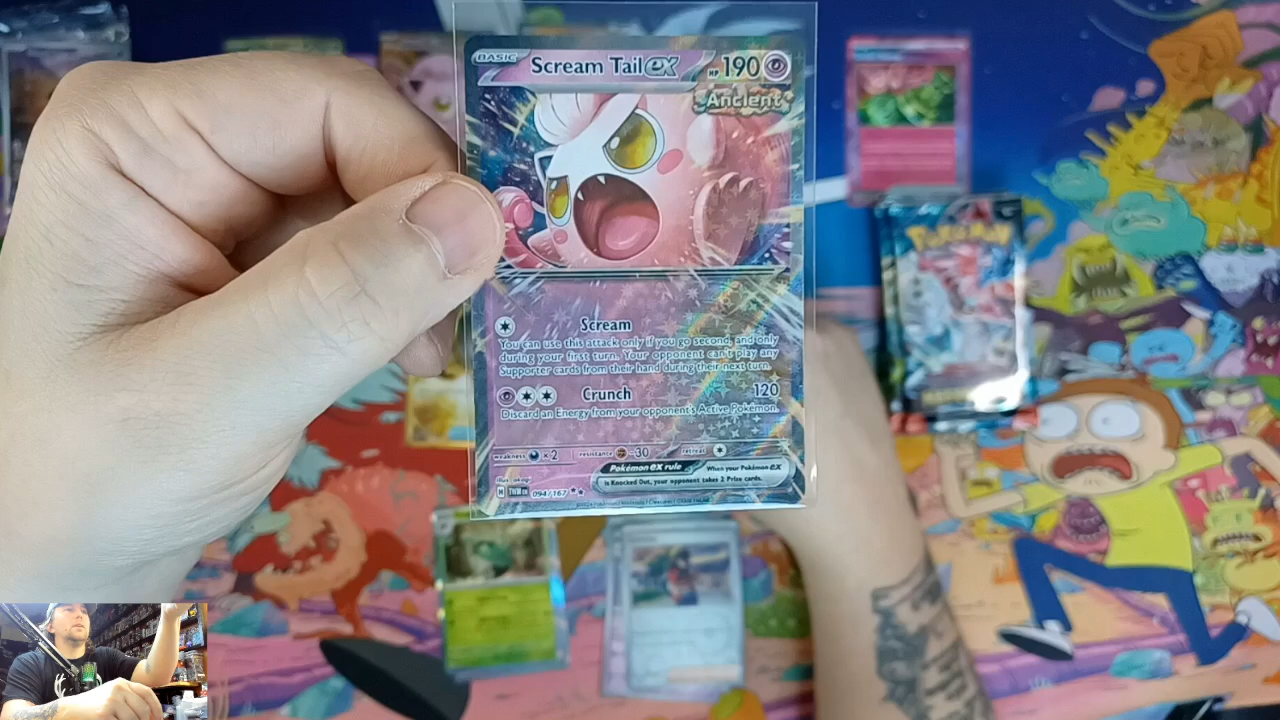 BASIC Scream Tail ex HP 190
Ancient
Scream
You can use this attack only if you go second, and only
during your first turn. Your opponent can't play any
Supporter cards from their hand during their next turn.
Crunch 120
Discard an Energy from your opponent's Active Pokémon.
weakness ×2 resistance -30 retreat
Pokémon ex rule When your Pokémon ex
is Knocked Out, your opponent takes 2 Prize cards.
H TWM EN 094/167
POKÉMON